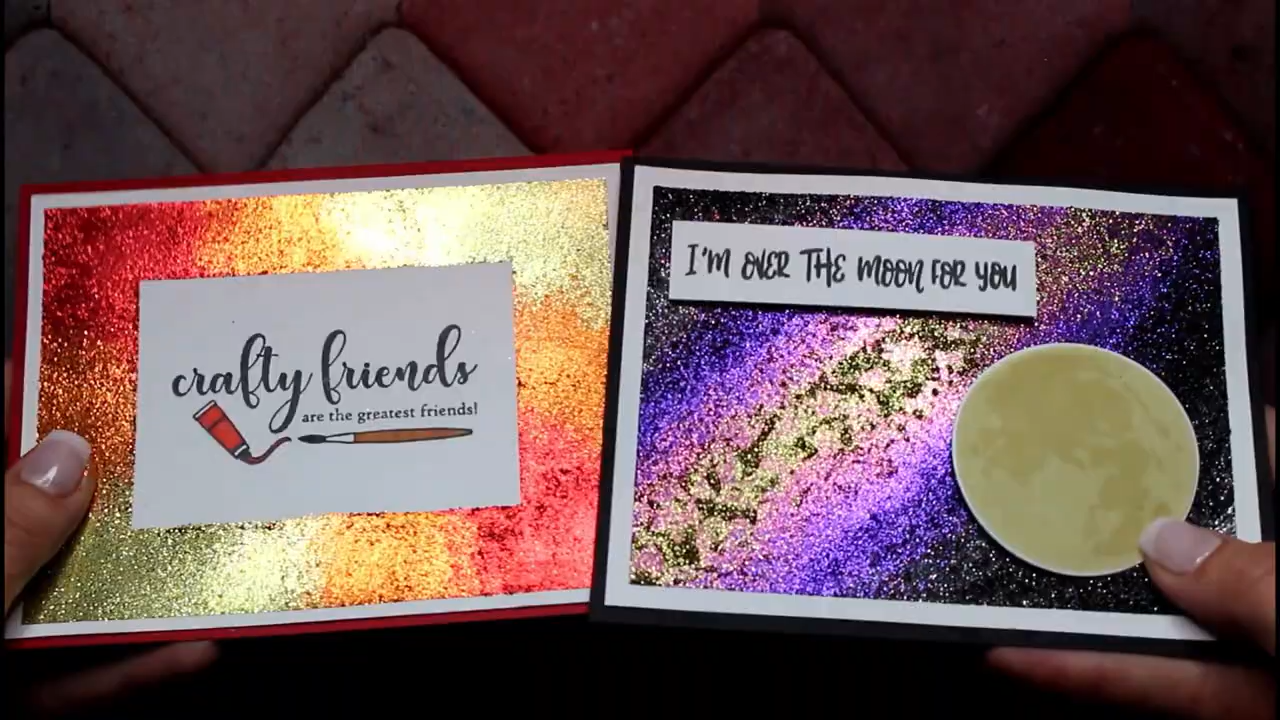 crafty friends
are the greatest friends!
I'M OVER THE MOON FOR YOU